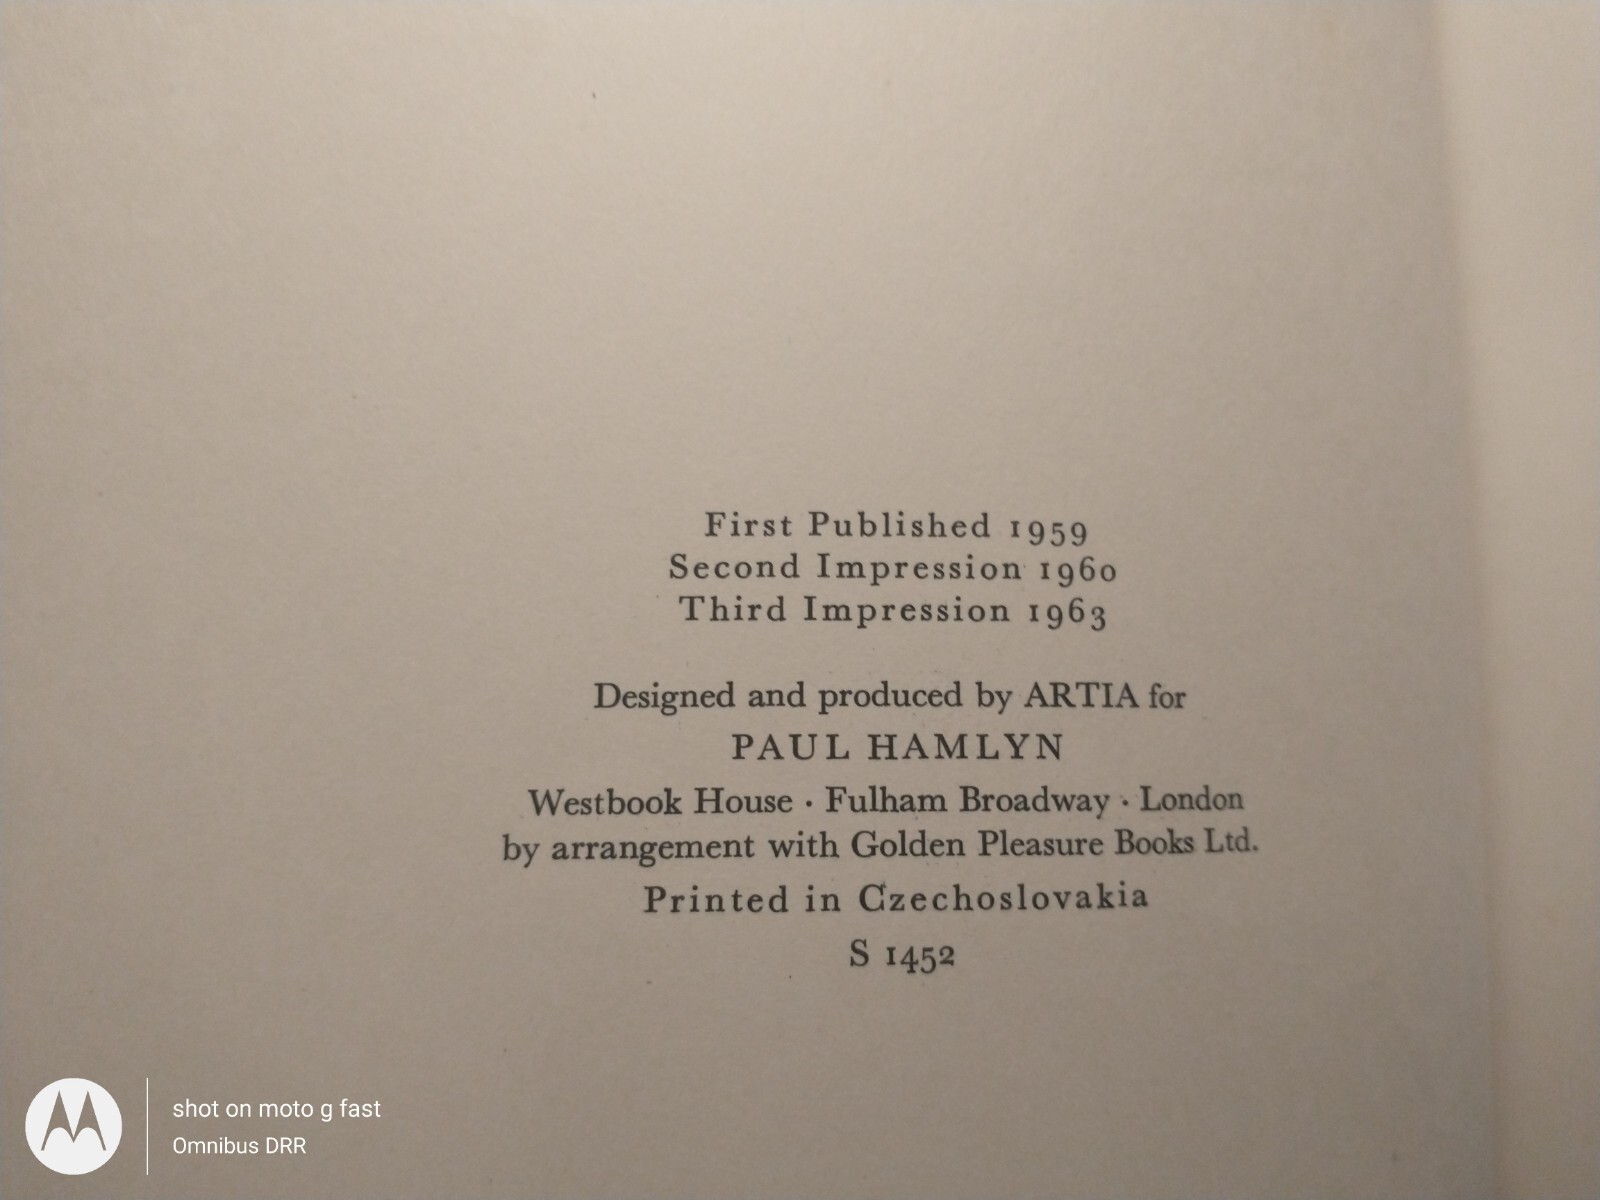 First Published 1959
Second Impression 1960
Third Impression 1963
Designed and produced by ARTIA for
PAUL HAMLYN
Westbook House · Fulham Broadway · London
by arrangement with Golden Pleasure Books Ltd.
Printed in Czechoslovakia
S 1452
shot on moto g fast
Omnibus DRR